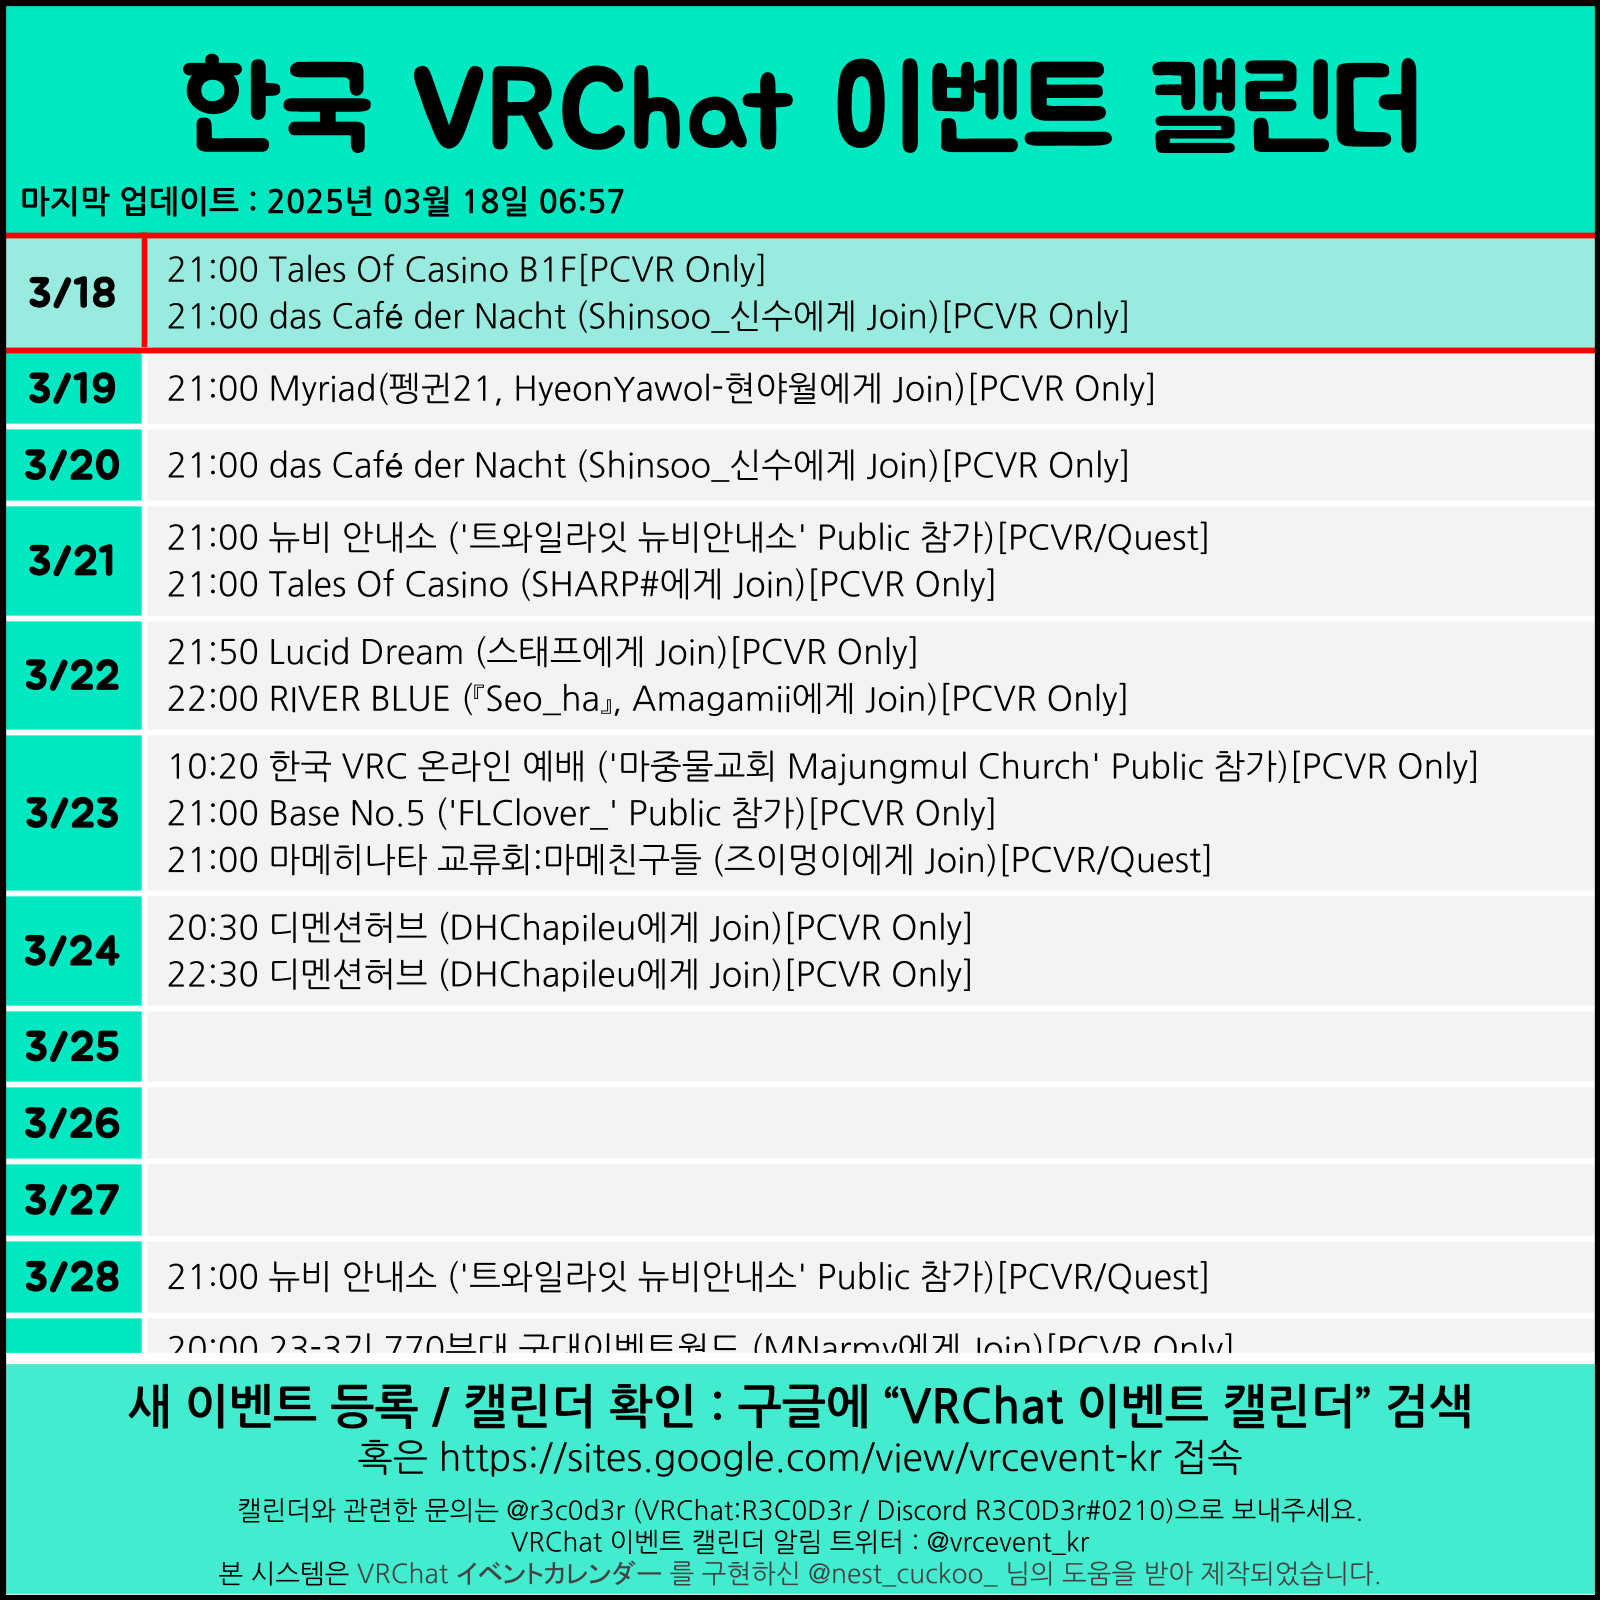 한국 VRChat 이벤트 캘린더
마지막 업데이트 : 2025년 03월 18일 06:57
3/18
21:00 Tales Of Casino B1F[PCVR Only]
21:00 das Café der Nacht (Shinsoo_신수에게 Join)[PCVR Only]
3/19
21:00 Myriad(펭귄21, HyeonYawol-현야월에게 Join)[PCVR Only]
3/20
21:00 das Café der Nacht (Shinsoo_신수에게 Join)[PCVR Only]
3/21
21:00 뉴비 안내소 ('트와일라잇 뉴비안내소' Public 참가)[PCVR/Quest]
21:00 Tales Of Casino (SHARP#에게 Join)[PCVR Only]
3/22
21:50 Lucid Dream (스태프에게 Join)[PCVR Only]
22:00 RIVER BLUE (『Seo_ha』, Amagamii에게 Join)[PCVR Only]
3/23
10:20 한국 VRC 온라인 예배 ('마중물교회 Majungmul Church' Public 참가)[PCVR Only]
21:00 Base No.5 ('FLClover_' Public 참가)[PCVR Only]
21:00 마메히나타 교류회:마메친구들 (즈이멍이에게 Join)[PCVR/Quest]
3/24
20:30 디멘션허브 (DHChapileu에게 Join)[PCVR Only]
22:30 디멘션허브 (DHChapileu에게 Join)[PCVR Only]
3/25
3/26
3/27
3/28
21:00 뉴비 안내소 ('트와일라잇 뉴비안내소' Public 참가)[PCVR/Quest]
20:00 23-3기 770부대 군대이벤트월드 (MNarmy에게 Join)[PCVR Only]
새 이벤트 등록 / 캘린더 확인 : 구글에 “VRChat 이벤트 캘린더” 검색
혹은 https://sites.google.com/view/vrcevent-kr 접속
캘린더와 관련한 문의는 @r3c0d3r (VRChat:R3C0D3r / Discord R3C0D3r#0210)으로 보내주세요.
VRChat 이벤트 캘린더 알림 트위터 : @vrcevent_kr
본 시스템은 VRChat イベントカレンダー 를 구현하신 @nest_cuckoo_ 님의 도움을 받아 제작되었습니다.